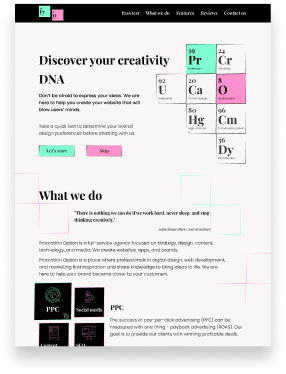 Pr
O
Pass text What we do Features Reviews Contact us
Discover your creativity
DNA
Don't be afraid to express your ideas. We are
here to help you create your website that will
blow users' minds.
Take a quick test to determine your overall
design preferences before chatting with us.
Let's start Skip
59 24
Pr Cr
92 20 8
U Ca O
80 96
Hg Cm
66
Dy
What we do
"There is nothing we can do if we work hard, never sleep, and stop
thinking creatively,"
Promotion Option is a full-service agency focused on strategy, design, content,
technology, and media. We create websites, apps, and brands.
Promotion Option is a place where professionals in digital design, web development,
and marketing find inspiration and share knowledge to bring ideas to life. We are
here to help your brand become closer to your customers.
PPC Social media
PPC
The success of pay-per-click advertising (PPC) can be
measured with one thing - payback advertising (ROAS). Our
goal is to provide our clients with winning profitable deals.
Content SEO